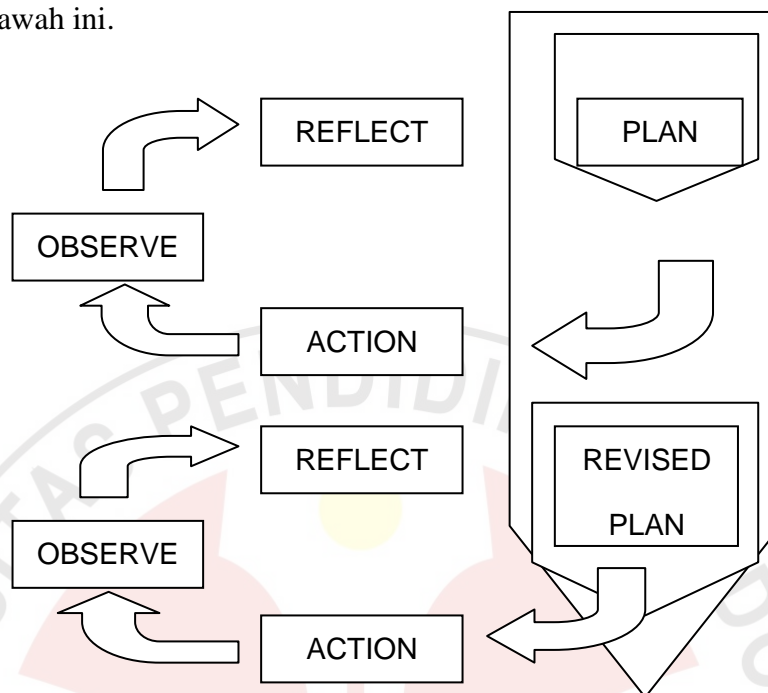 awah ini.
REFLECT
PLAN
OBSERVE
ACTION
REFLECT
REVISED
PLAN
OBSERVE
ACTION